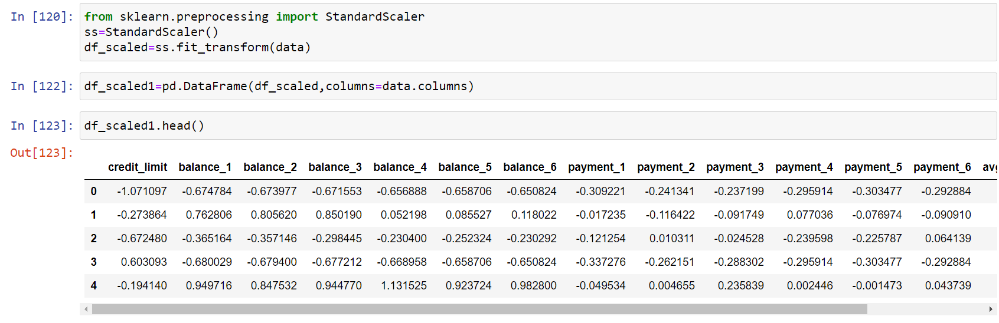 In [120]: from sklearn.preprocessing import StandardScaler
ss=StandardScaler()
df_scaled=ss.fit_transform(data)
In [122]: df_scaled1=pd.DataFrame(df_scaled,columns=data.columns)
In [123]: df_scaled1.head()
Out[123]:
credit_limit balance_1 balance_2 balance_3 balance_4 balance_5 balance_6 payment_1 payment_2 payment_3 payment_4 payment_5 payment_6
0 -1.071097 -0.674784 -0.673977 -0.671553 -0.656888 -0.658706 -0.650824 -0.309221 -0.241341 -0.237199 -0.295914 -0.303477 -0.292884
1 -0.273864 0.762806 0.805620 0.850190 0.052198 0.085527 0.118022 -0.017235 -0.116422 -0.091749 0.077036 -0.076974 -0.090910
2 -0.672480 -0.365164 -0.357146 -0.298445 -0.230400 -0.252324 -0.230292 -0.121254 0.010311 -0.024528 -0.239598 -0.225787 0.064139
3 0.603093 -0.680029 -0.679400 -0.677212 -0.668958 -0.658706 -0.650824 -0.337276 -0.262151 -0.288302 -0.295914 -0.303477 -0.292884
4 -0.194140 0.949716 0.847532 0.944770 1.131525 0.923724 0.982800 -0.049534 0.004655 0.235839 0.002446 -0.001473 0.043739